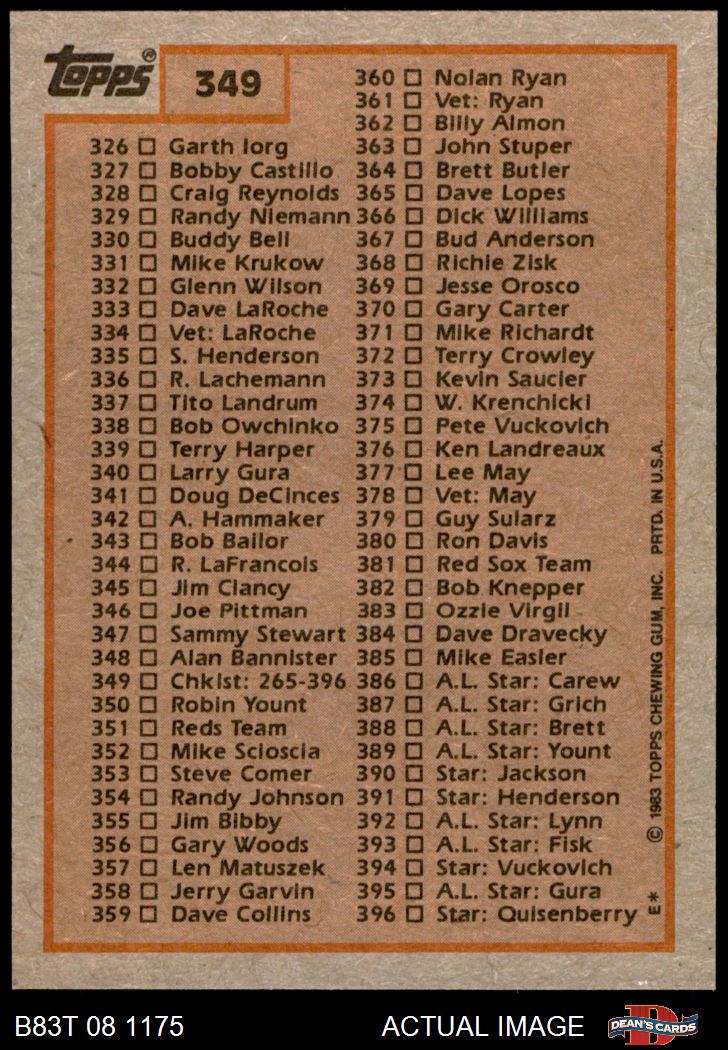 topps®
349
326 Garth Iorg
327 Bobby Castillo
328 Craig Reynolds
329 Randy Niemann
330 Buddy Bell
331 Mike Krukow
332 Glenn Wilson
333 Dave LaRoche
334 Vet: LaRoche
335 S. Henderson
336 R. Lachemann
337 Tito Landrum
338 Bob Owchinko
339 Terry Harper
340 Larry Gura
341 Doug DeCinces
342 A. Hammaker
343 Bob Bailor
344 R. LaFrancois
345 Jim Clancy
346 Joe Pittman
347 Sammy Stewart
348 Alan Bannister
349 Chklst: 265-396
350 Robin Yount
351 Reds Team
352 Mike Scioscia
353 Steve Comer
354 Randy Johnson
355 Jim Bibby
356 Gary Woods
357 Len Matuszek
358 Jerry Garvin
359 Dave Collins
360 Nolan Ryan
361 Vet: Ryan
362 Billy Almon
363 John Stuper
364 Brett Butler
365 Dave Lopes
366 Dick Williams
367 Bud Anderson
368 Richie Zisk
369 Jesse Orosco
370 Gary Carter
371 Mike Richardt
372 Terry Crowley
373 Kevin Saucier
374 W. Krenchicki
375 Pete Vuckovich
376 Ken Landreaux
377 Lee May
378 Vet: May
379 Guy Sularz
380 Ron Davis
381 Red Sox Team
382 Bob Knepper
383 Ozzie Virgil
384 Dave Dravecky
385 Mike Easler
386 A.L. Star: Carew
387 A.L. Star: Grich
388 A.L. Star: Brett
389 A.L. Star: Yount
390 Star: Jackson
391 Star: Henderson
392 A.L. Star: Lynn
393 A.L. Star: Fisk
394 Star: Vuckovich
395 A.L. Star: Gura
396 Star: Quisenberry
E* © 1983 TOPPS CHEWING GUM, INC. PRTD. IN U.S.A.
B83T 08 1175
ACTUAL IMAGE
DEAN'S CARDS